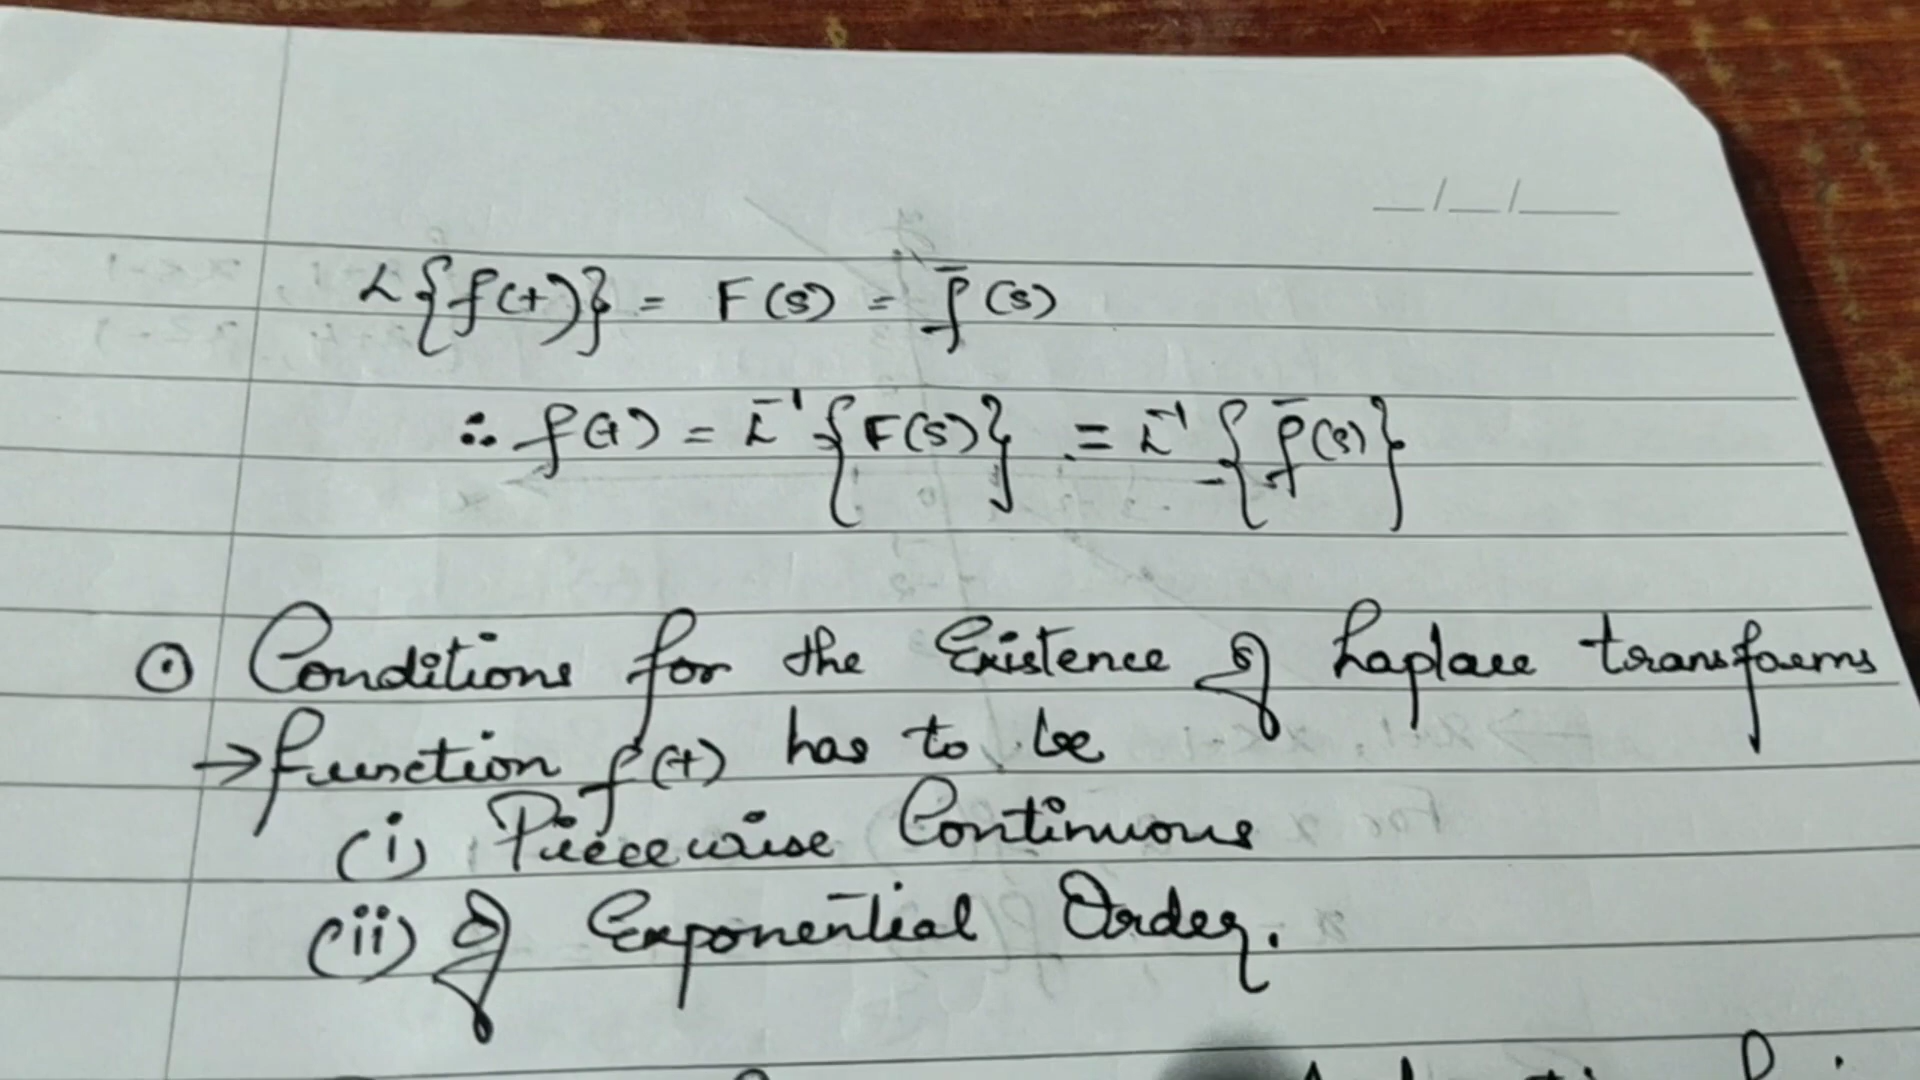 L{f(t)} = F(s) = f̄(s)
∴ f(t) = L⁻¹{F(s)} = L⁻¹{f̄(s)}
⊙ Conditions for the Existence of Laplace transforms
→ function f(t) has to be
(i) Piecewise Continuous
(ii) Of Exponential Order.